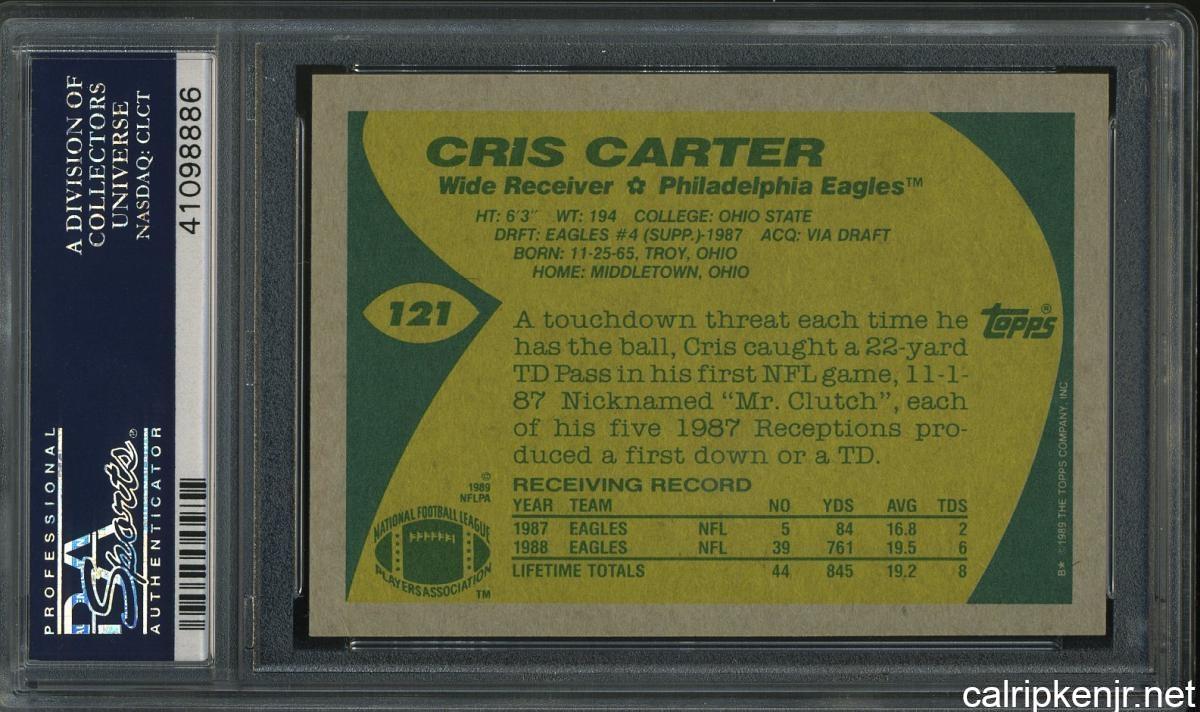 A DIVISION OF
COLLECTORS
UNIVERSE
NASDAQ: CLCT
41098886
PROFESSIONAL
PSA
Sports®
AUTHENTICATOR
CRIS CARTER
Wide Receiver ✿ Philadelphia Eagles™
HT: 6'3" WT: 194 COLLEGE: OHIO STATE
DRFT: EAGLES #4 (SUPP.)-1987 ACQ: VIA DRAFT
BORN: 11-25-65, TROY, OHIO
HOME: MIDDLETOWN, OHIO
121
A touchdown threat each time he
has the ball, Cris caught a 22-yard
TD Pass in his first NFL game, 11-1-
87 Nicknamed "Mr. Clutch", each
of his five 1987 Receptions pro-
duced a first down or a TD.
topps®
RECEIVING RECORD
YEAR TEAM NO YDS AVG TDS
1987 EAGLES NFL 5 84 16.8 2
1988 EAGLES NFL 39 761 19.5 6
LIFETIME TOTALS 44 845 19.2 8
©
1989
NFLPA
NATIONAL FOOTBALL LEAGUE
PLAYERS ASSOCIATION
TM
B* © 1989 THE TOPPS COMPANY, INC
calripkenjr.net